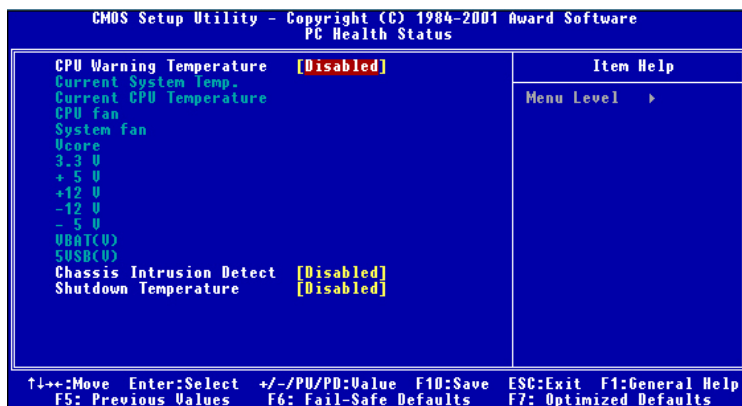 CMOS Setup Utility - Copyright (C) 1984-2001 Award Software
PC Health Status
CPU Warning Temperature [Disabled]
Current System Temp.
Current CPU Temperature
CPU fan
System fan
Vcore
3.3 V
+ 5 V
+12 V
-12 V
- 5 V
VBAT(V)
5VSB(V)
Chassis Intrusion Detect [Disabled]
Shutdown Temperature [Disabled]
Item Help
Menu Level ▸
↑↓→←:Move Enter:Select +/-/PU/PD:Value F10:Save ESC:Exit F1:General Help
F5: Previous Values F6: Fail-Safe Defaults F7: Optimized Defaults